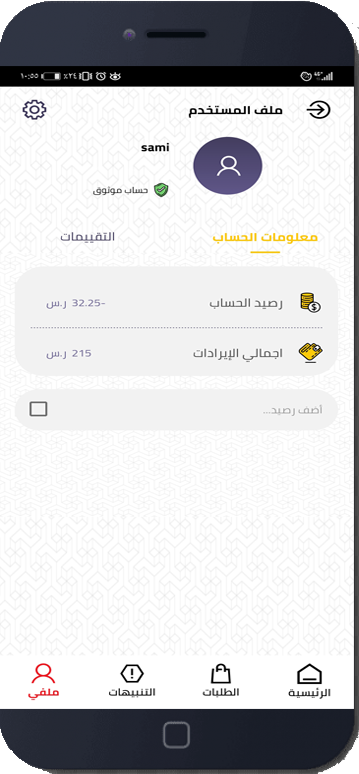 ١٠:٥٥ ٪٢٤ 4G
ملف المستخدم
sami
حساب موثوق
معلومات الحساب التقييمات
رصيد الحساب -32.25 ر.س
اجمالي الإيرادات 215 ر.س
أضف رصيد...
الرئيسية الطلبات التنبيهات ملفي